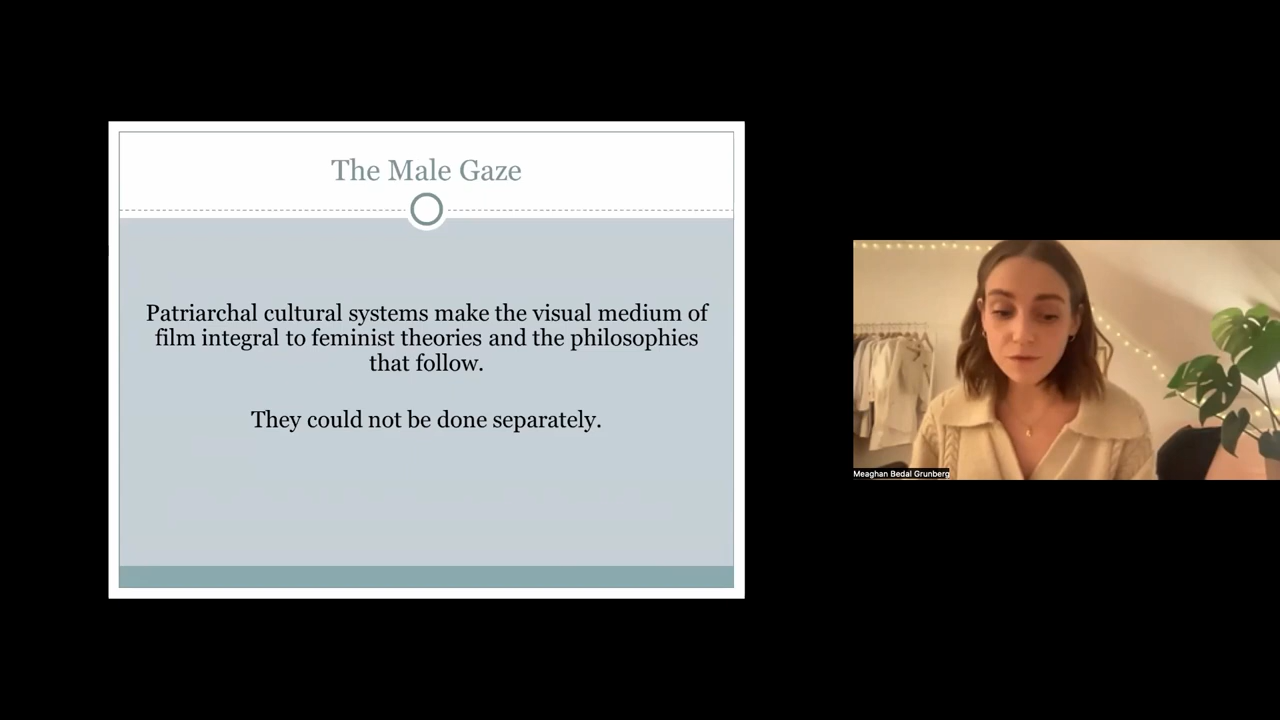 The Male Gaze
Patriarchal cultural systems make the visual medium of
film integral to feminist theories and the philosophies
that follow.
They could not be done separately.
Meaghan Bedal Grunberg